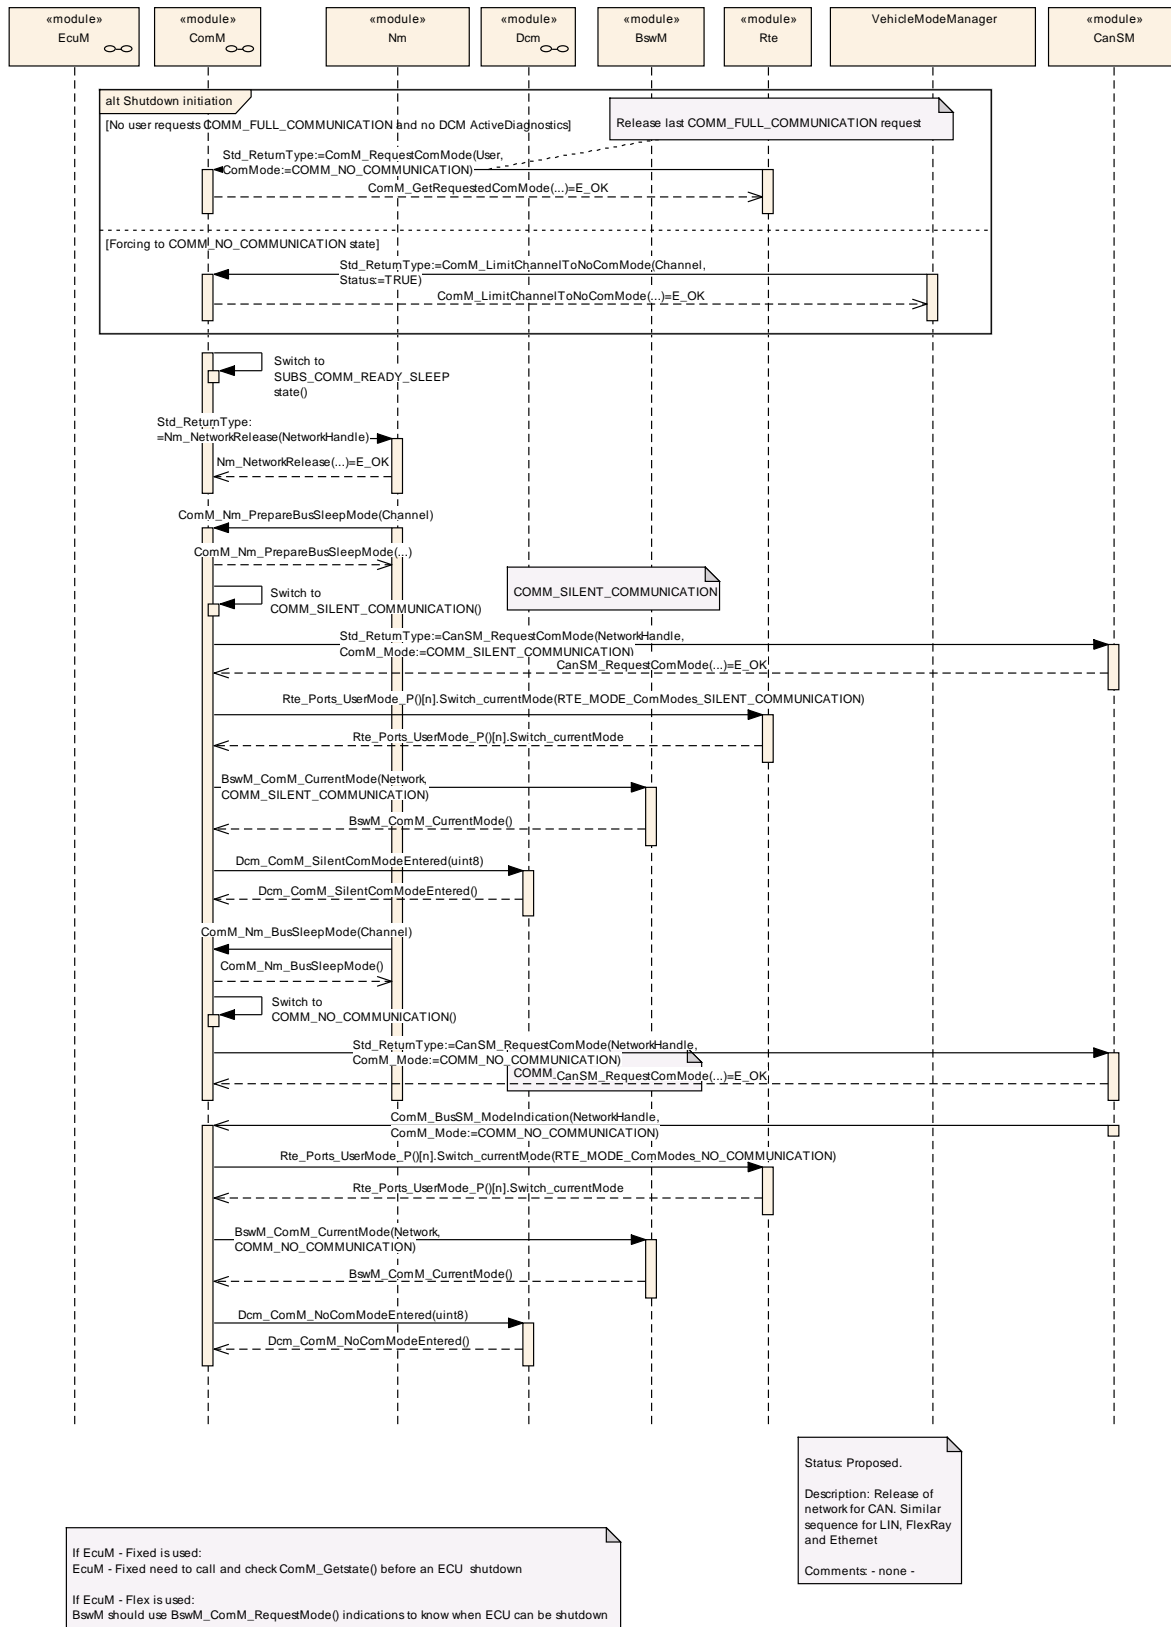 «module»
EcuM
«module»
ComM
«module»
Nm
«module»
Dcm
«module»
BswM
«module»
Rte
VehicleModeManager
«module»
CanSM
alt Shutdown initiation
[No user requests COMM_FULL_COMMUNICATION and no DCM ActiveDiagnostics]
Release last COMM_FULL_COMMUNICATION request
Std_ReturnType:=ComM_RequestComMode(User,
ComMode:=COMM_NO_COMMUNICATION)
ComM_GetRequestedComMode(...)=E_OK
[Forcing to COMM_NO_COMMUNICATION state]
Std_ReturnType:=ComM_LimitChannelToNoComMode(Channel,
Status:=TRUE)
ComM_LimitChannelToNoComMode(...)=E_OK
Switch to
SUBS_COMM_READY_SLEEP
state()
Std_ReturnType:
=Nm_NetworkRelease(NetworkHandle)
Nm_NetworkRelease(...)=E_OK
ComM_Nm_PrepareBusSleepMode(Channel)
ComM_Nm_PrepareBusSleepMode(...)
COMM_SILENT_COMMUNICATION
Switch to
COMM_SILENT_COMMUNICATION()
Std_ReturnType:=CanSM_RequestComMode(NetworkHandle,
ComM_Mode:=COMM_SILENT_COMMUNICATION)
CanSM_RequestComMode(...)=E_OK
Rte_Ports_UserMode_P()[n].Switch_currentMode(RTE_MODE_ComModes_SILENT_COMMUNICATION)
Rte_Ports_UserMode_P()[n].Switch_currentMode
BswM_ComM_CurrentMode(Network,
COMM_SILENT_COMMUNICATION)
BswM_ComM_CurrentMode()
Dcm_ComM_SilentComModeEntered(uint8)
Dcm_ComM_SilentComModeEntered()
ComM_Nm_BusSleepMode(Channel)
ComM_Nm_BusSleepMode()
Switch to
COMM_NO_COMMUNICATION()
Std_ReturnType:=CanSM_RequestComMode(NetworkHandle,
ComM_Mode:=COMM_NO_COMMUNICATION)
COMM_
CanSM_RequestComMode(...)=E_OK
ComM_BusSM_ModeIndication(NetworkHandle,
ComM_Mode:=COMM_NO_COMMUNICATION)
Rte_Ports_UserMode_P()[n].Switch_currentMode(RTE_MODE_ComModes_NO_COMMUNICATION)
Rte_Ports_UserMode_P()[n].Switch_currentMode
BswM_ComM_CurrentMode(Network,
COMM_NO_COMMUNICATION)
BswM_ComM_CurrentMode()
Dcm_ComM_NoComModeEntered(uint8)
Dcm_ComM_NoComModeEntered()
Status: Proposed.
Description: Release of
network for CAN. Similar
sequence for LIN, FlexRay
and Ethernet
Comments: - none -
If EcuM - Fixed is used:
EcuM - Fixed need to call and check ComM_Getstate() before an ECU shutdown
If EcuM - Flex is used:
BswM should use BswM_ComM_RequestMode() indications to know when ECU can be shutdown